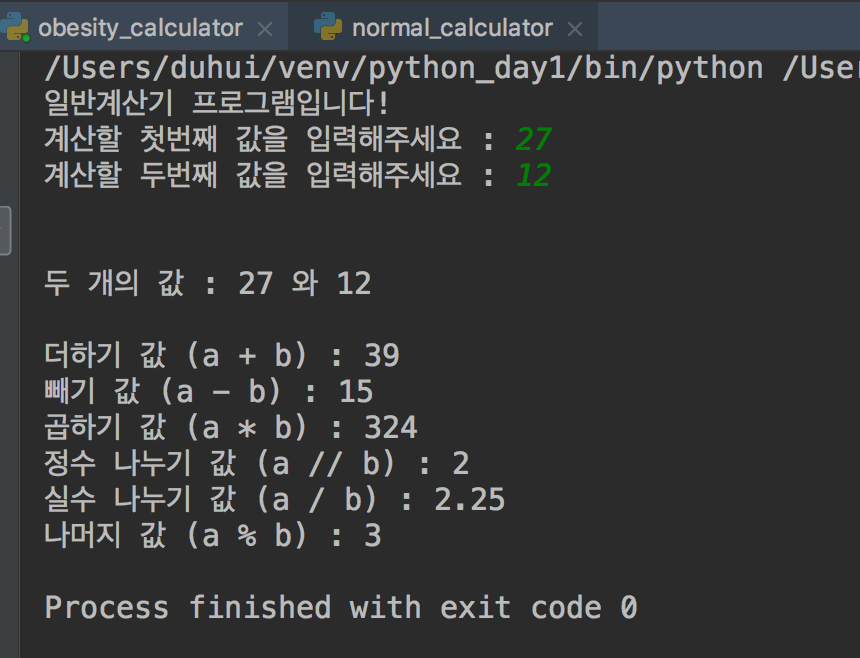 obesity_calculator × normal_calculator ×
/Users/duhui/venv/python_day1/bin/python /User
일반계산기 프로그램입니다!
계산할 첫번째 값을 입력해주세요 : 27
계산할 두번째 값을 입력해주세요 : 12
두 개의 값 : 27 와 12
더하기 값 (a + b) : 39
빼기 값 (a - b) : 15
곱하기 값 (a * b) : 324
정수 나누기 값 (a // b) : 2
실수 나누기 값 (a / b) : 2.25
나머지 값 (a % b) : 3
Process finished with exit code 0